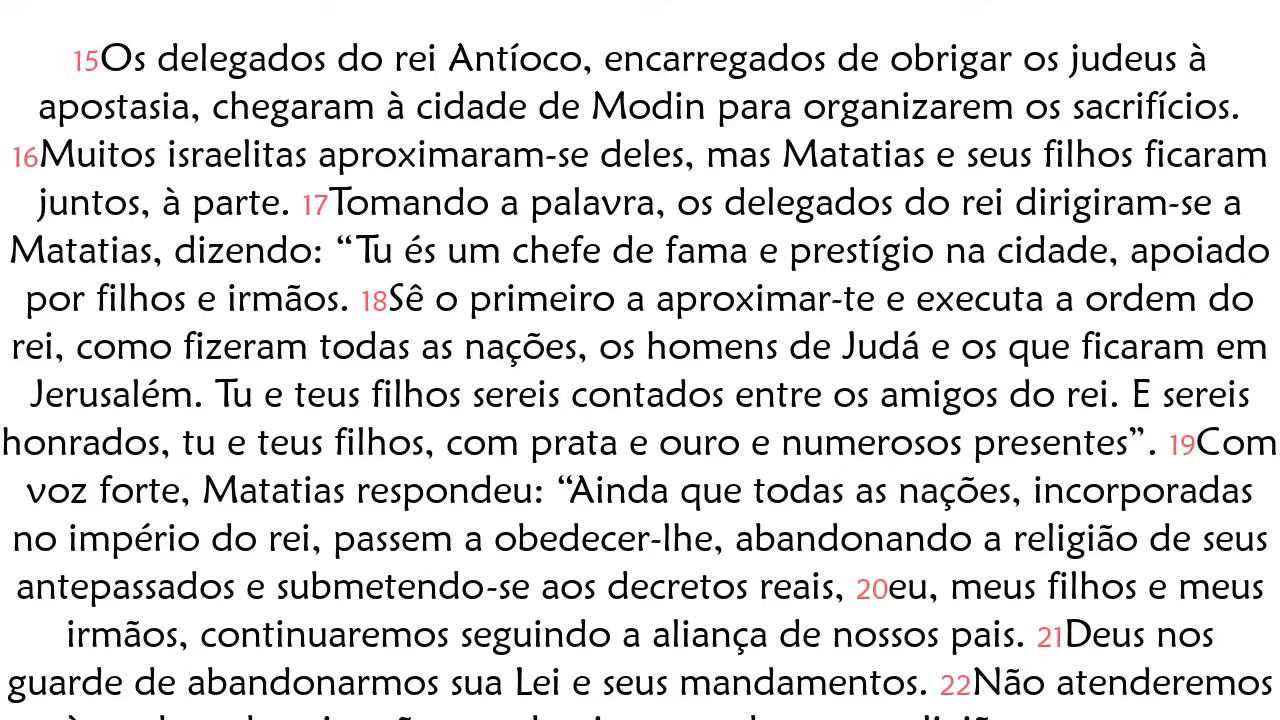 15Os delegados do rei Antíoco, encarregados de obrigar os judeus à
apostasia, chegaram à cidade de Modin para organizarem os sacrifícios.
16Muitos israelitas aproximaram-se deles, mas Matatias e seus filhos ficaram
juntos, à parte. 17Tomando a palavra, os delegados do rei dirigiram-se a
Matatias, dizendo: “Tu és um chefe de fama e prestígio na cidade, apoiado
por filhos e irmãos. 18Sê o primeiro a aproximar-te e executa a ordem do
rei, como fizeram todas as nações, os homens de Judá e os que ficaram em
Jerusalém. Tu e teus filhos sereis contados entre os amigos do rei. E sereis
honrados, tu e teus filhos, com prata e ouro e numerosos presentes”. 19Com
voz forte, Matatias respondeu: “Ainda que todas as nações, incorporadas
no império do rei, passem a obedecer-lhe, abandonando a religião de seus
antepassados e submetendo-se aos decretos reais, 20eu, meus filhos e meus
irmãos, continuaremos seguindo a aliança de nossos pais. 21Deus nos
guarde de abandonarmos sua Lei e seus mandamentos. 22Não atenderemos